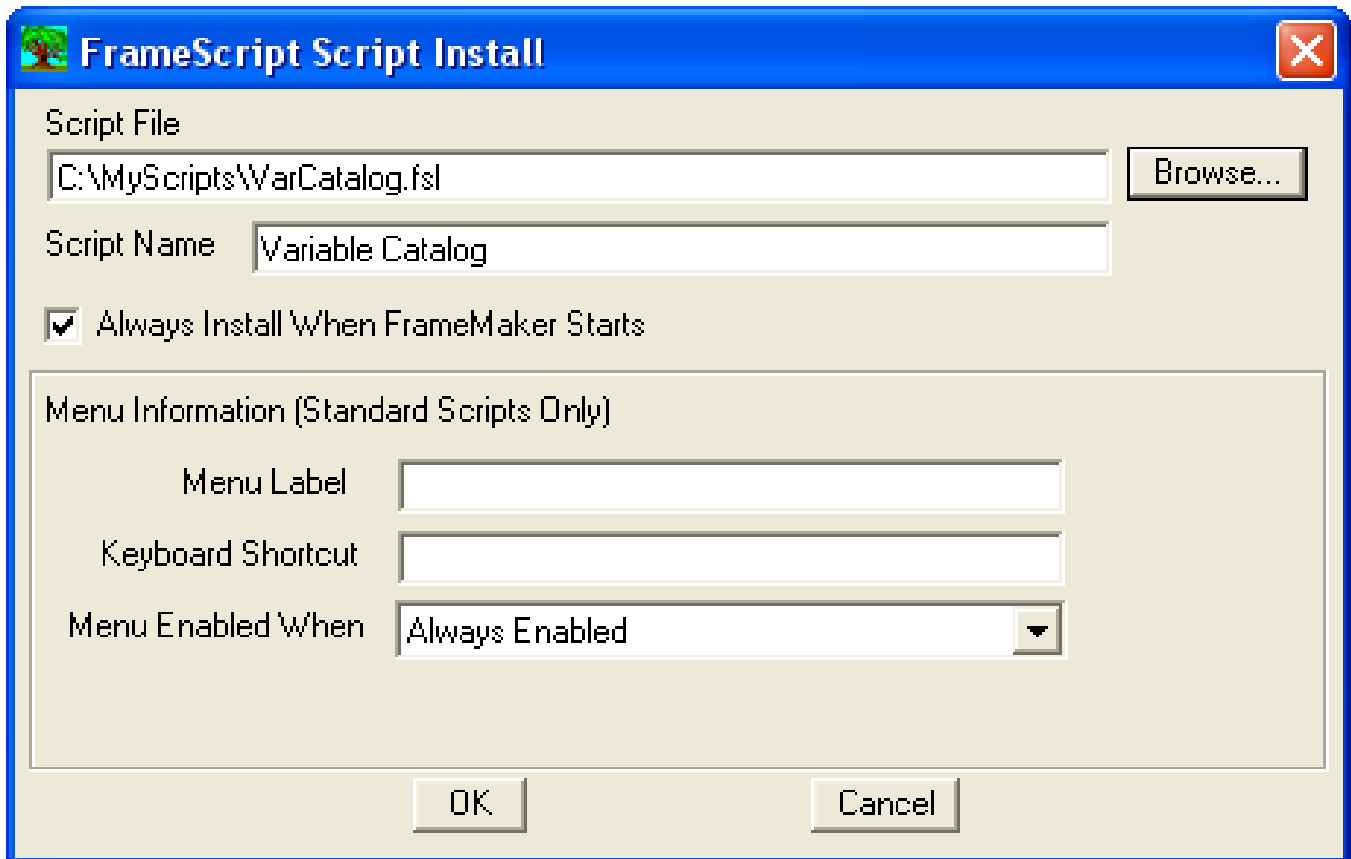 FrameScript Script Install
Script File
C:\MyScripts\VarCatalog.fsl
Browse...
Script Name
Variable Catalog
Always Install When FrameMaker Starts
Menu Information (Standard Scripts Only)
Menu Label
Keyboard Shortcut
Menu Enabled When
Always Enabled
OK
Cancel